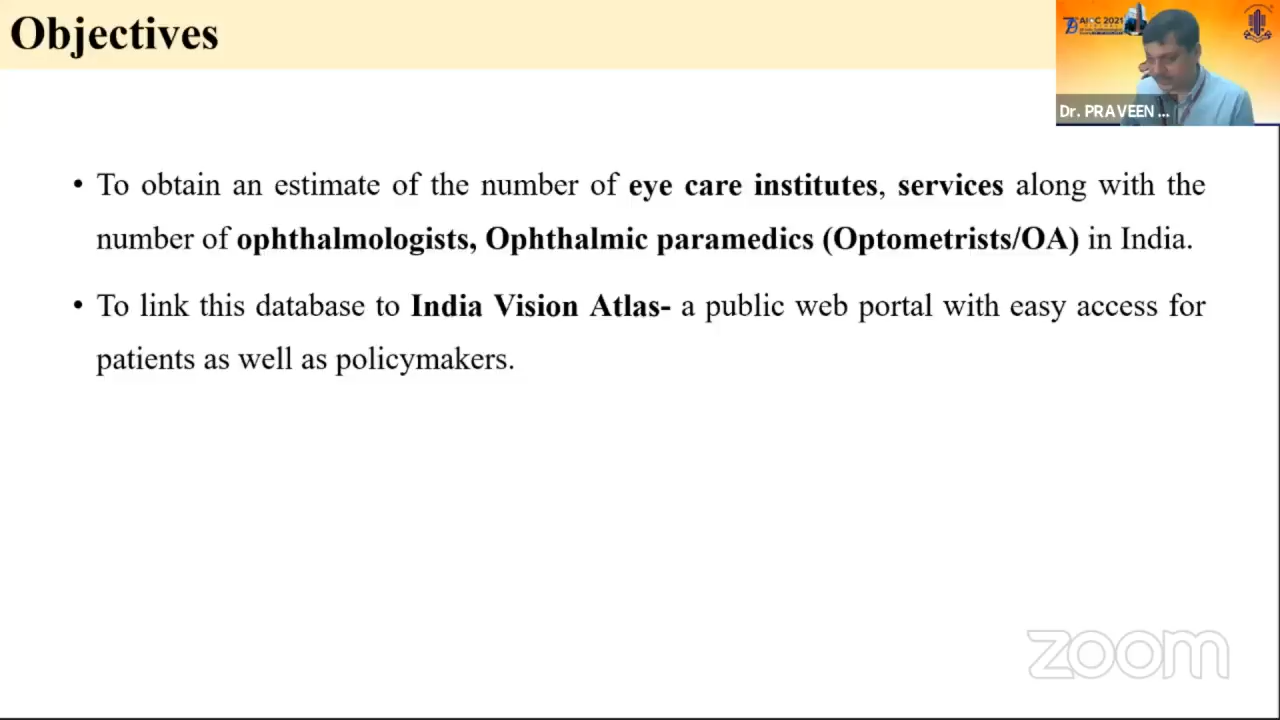 Objectives
AIOC 2021
Dr. PRAVEEN ...
• To obtain an estimate of the number of eye care institutes, services along with the
number of ophthalmologists, Ophthalmic paramedics (Optometrists/OA) in India.
• To link this database to India Vision Atlas- a public web portal with easy access for
patients as well as policymakers.
zoom